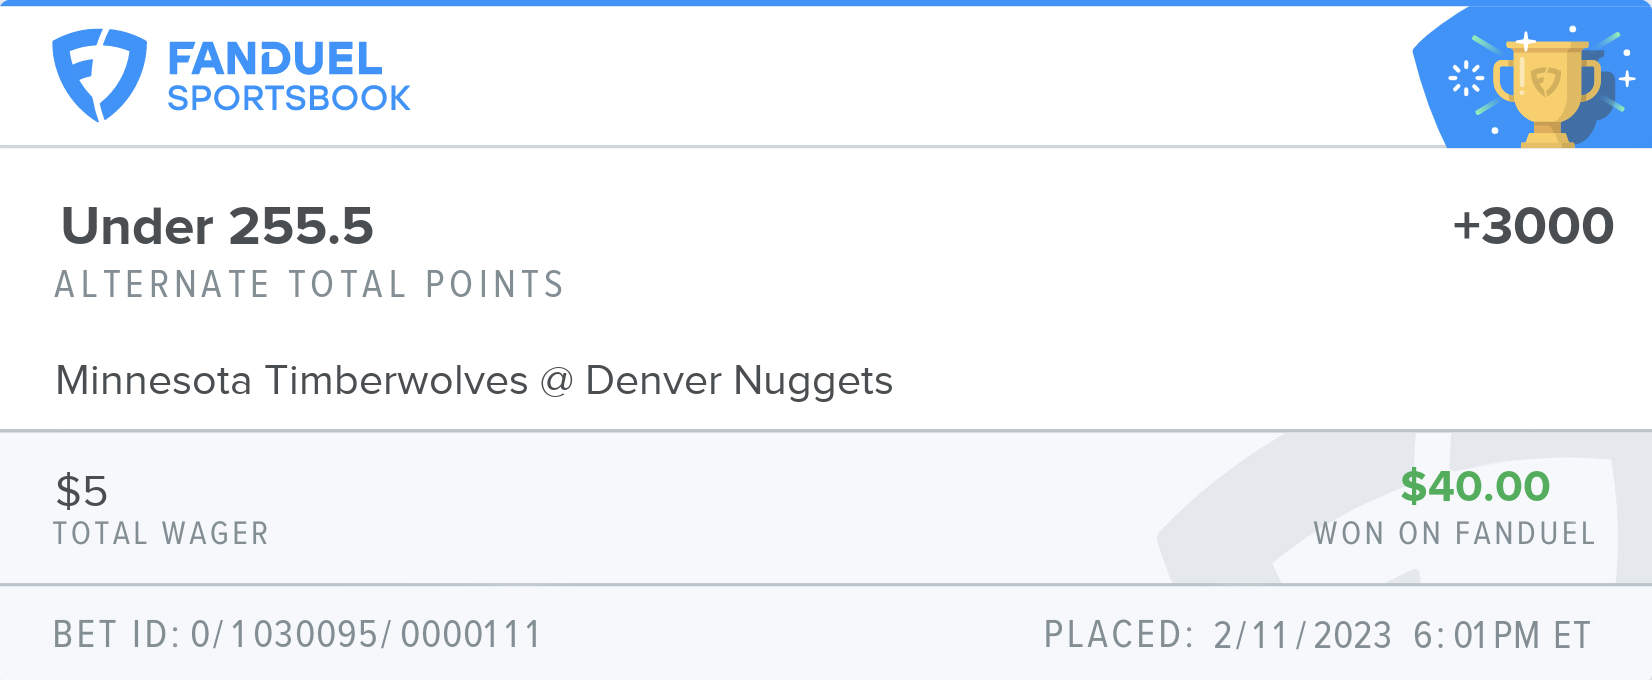 FANDUEL
SPORTSBOOK
Under 255.5 +3000
ALTERNATE TOTAL POINTS
Minnesota Timberwolves @ Denver Nuggets
$5 $40.00
TOTAL WAGER WON ON FANDUEL
BET ID: 0/1030095/0000111 PLACED: 2/11/2023 6:01PM ET